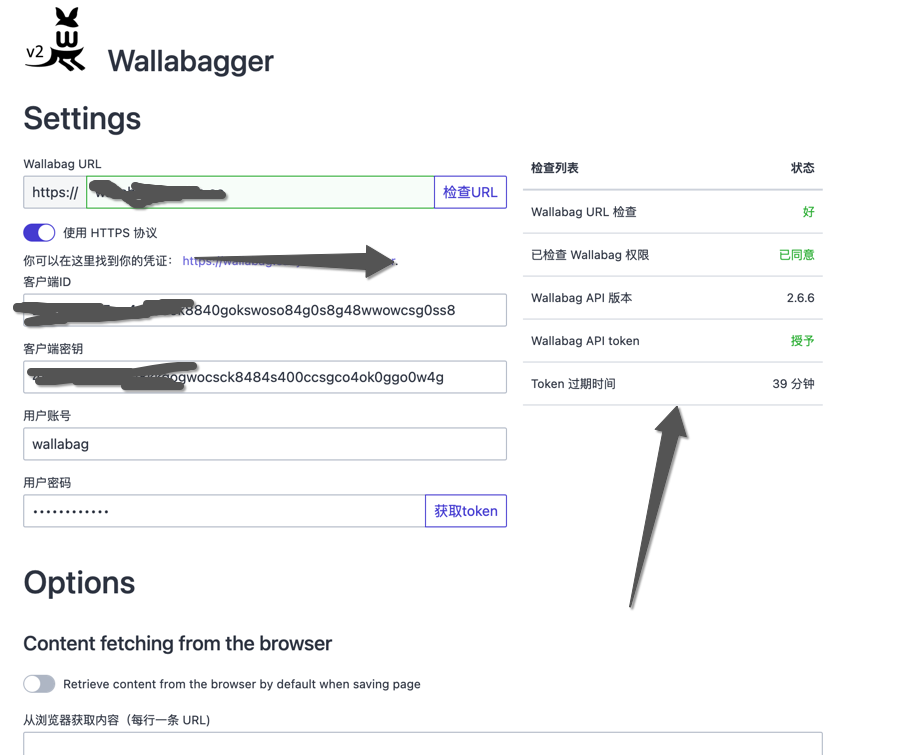 v2
Wallabagger
Settings
Wallabag URL
https://
检查URL
使用 HTTPS 协议
你可以在这里找到你的凭证：
客户端ID
8840gokswoso84g0s8g48wwowcsg0ss8
客户端密钥
ogwocsck8484s400ccsgco4ok0ggo0w4g
用户账号
wallabag
用户密码
••••••••••••
获取token
检查列表 状态
Wallabag URL 检查 好
已检查 Wallabag 权限 已同意
Wallabag API 版本 2.6.6
Wallabag API token 授予
Token 过期时间 39 分钟
Options
Content fetching from the browser
Retrieve content from the browser by default when saving page
从浏览器获取内容（每行一条 URL)